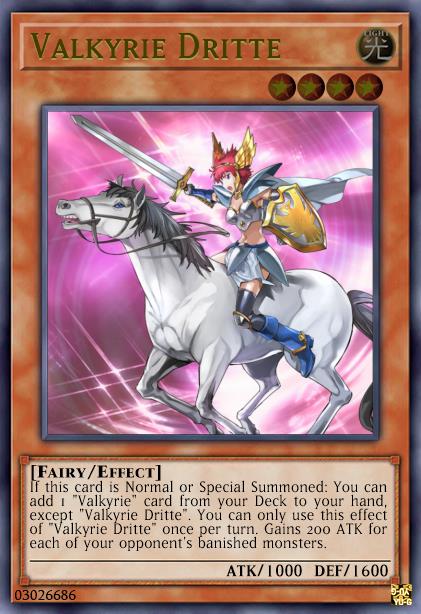 Valkyrie Dritte
LIGHT
光
[Fairy/Effect]
If this card is Normal or Special Summoned: You can
add 1 "Valkyrie" card from your Deck to your hand,
except "Valkyrie Dritte". You can only use this effect
of "Valkyrie Dritte" once per turn. Gains 200 ATK for
each of your opponent's banished monsters.
ATK/1000 DEF/1600
03026686